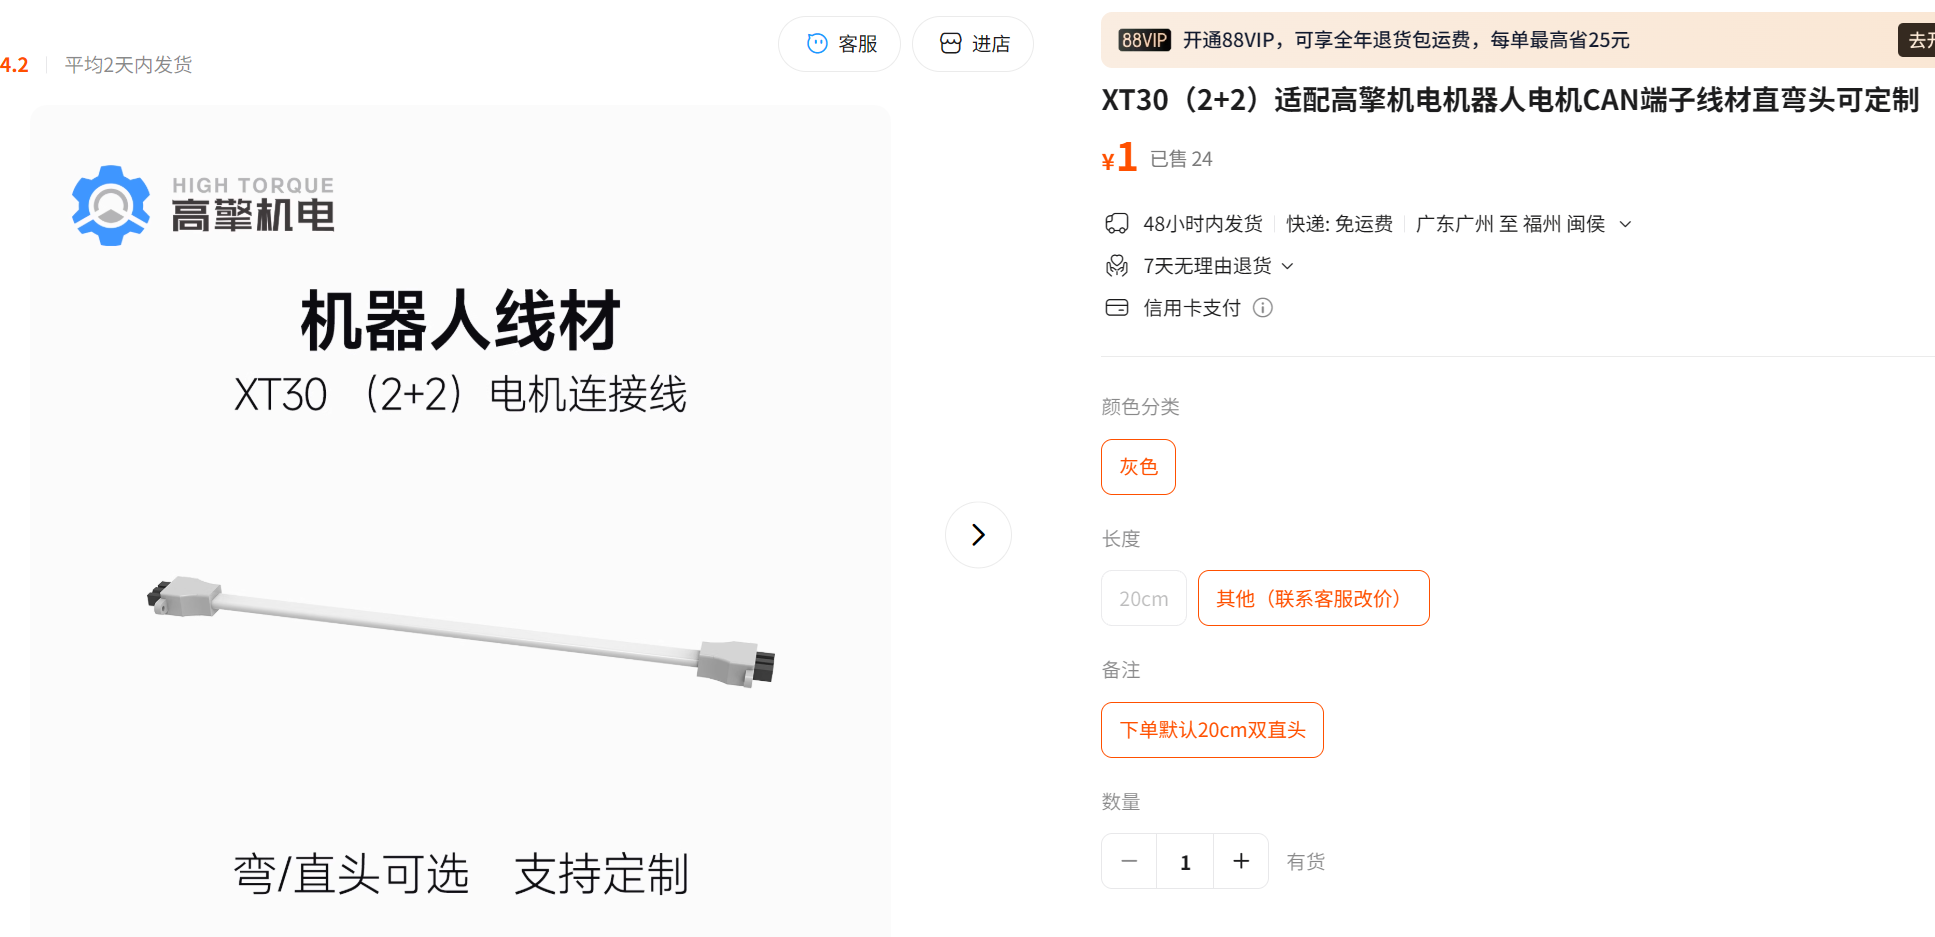 4.2 平均2天内发货
客服 进店
HIGH TORQUE
高擎机电
机器人线材
XT30 （2+2）电机连接线
弯/直头可选 支持定制
88VIP 开通88VIP，可享全年退货包运费，每单最高省25元
XT30（2+2）适配高擎机电机器人电机CAN端子线材直弯头可定制
¥1 已售 24
48小时内发货 快递: 免运费 广东广州 至 福州 闽侯
7天无理由退货
信用卡支付
颜色分类
灰色
长度
20cm 其他（联系客服改价）
备注
下单默认20cm双直头
数量
1 + 有货